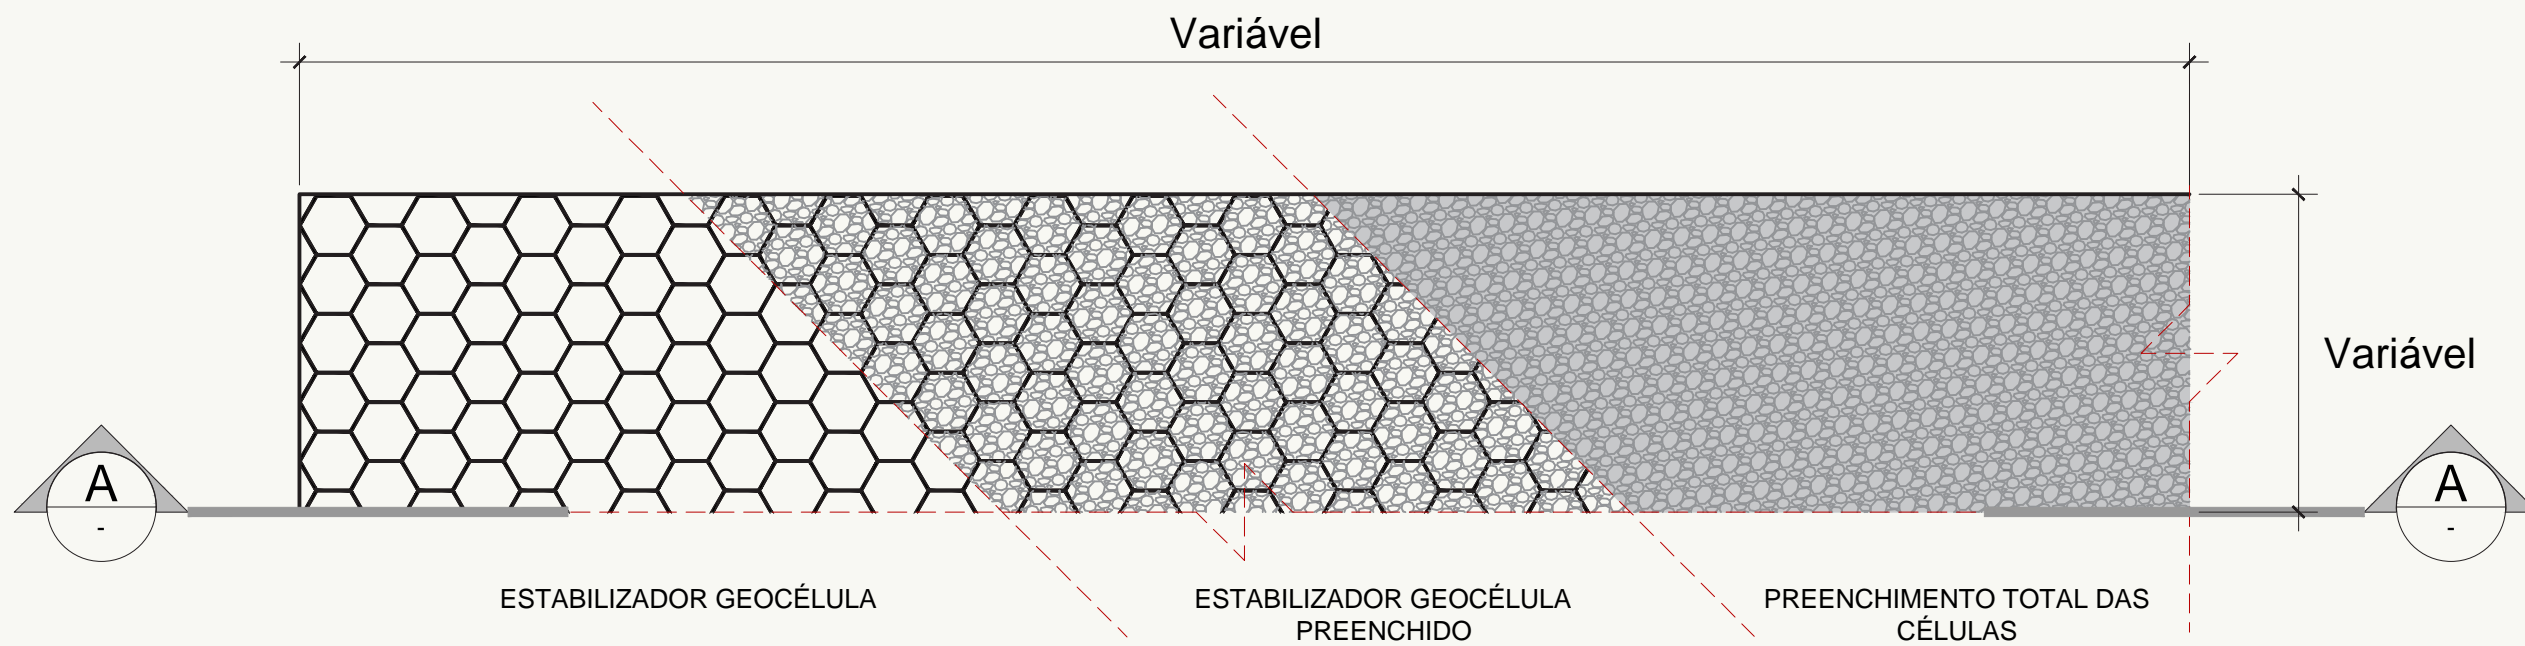 Variável
Variável
A
-
A
-
ESTABILIZADOR GEOCÉLULA
ESTABILIZADOR GEOCÉLULA
PREENCHIDO
PREENCHIMENTO TOTAL DAS
CÉLULAS